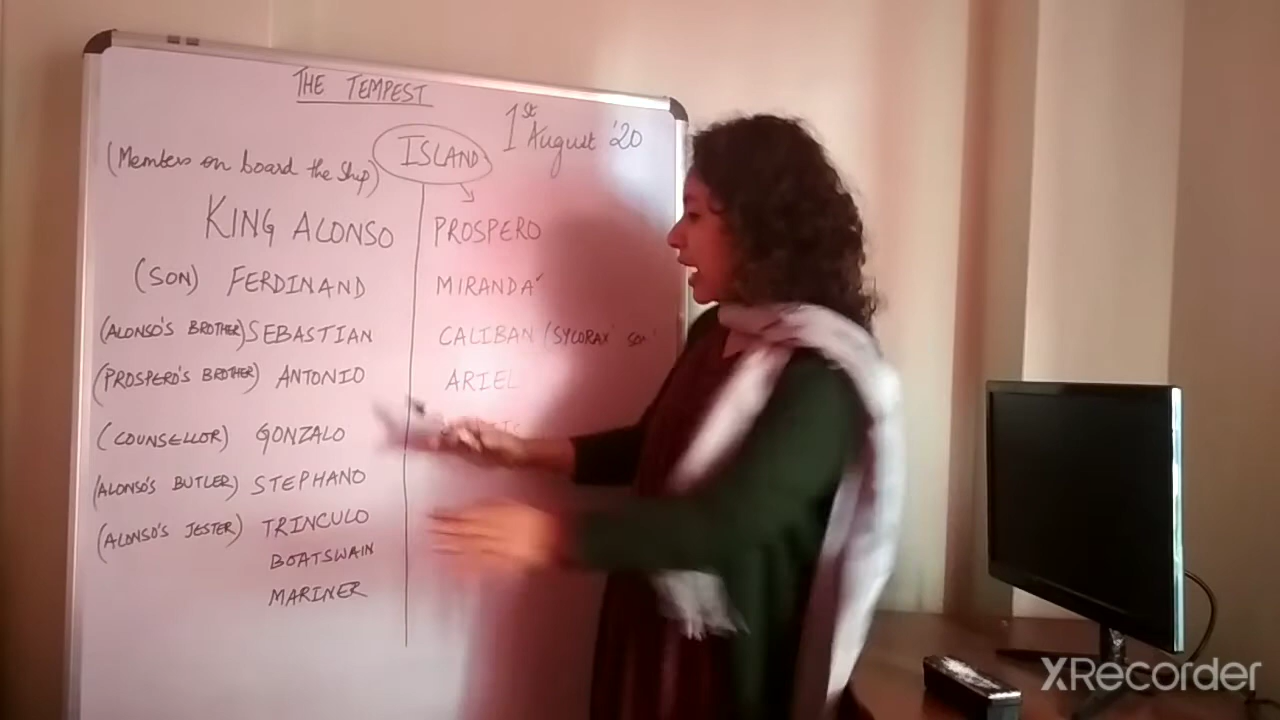 THE TEMPEST
1st August '20
(Members on board the ship)
ISLAND
KING ALONSO
(SON) FERDINAND
(ALONSO'S BROTHER) SEBASTIAN
(PROSPERO'S BROTHER) ANTONIO
(COUNSELLOR) GONZALO
(ALONSO'S BUTLER) STEPHANO
(ALONSO'S JESTER) TRINCULO
BOATSWAIN
MARINER
PROSPERO
MIRANDA
CALIBAN (SYCORAX' son
ARIEL
XRecorder